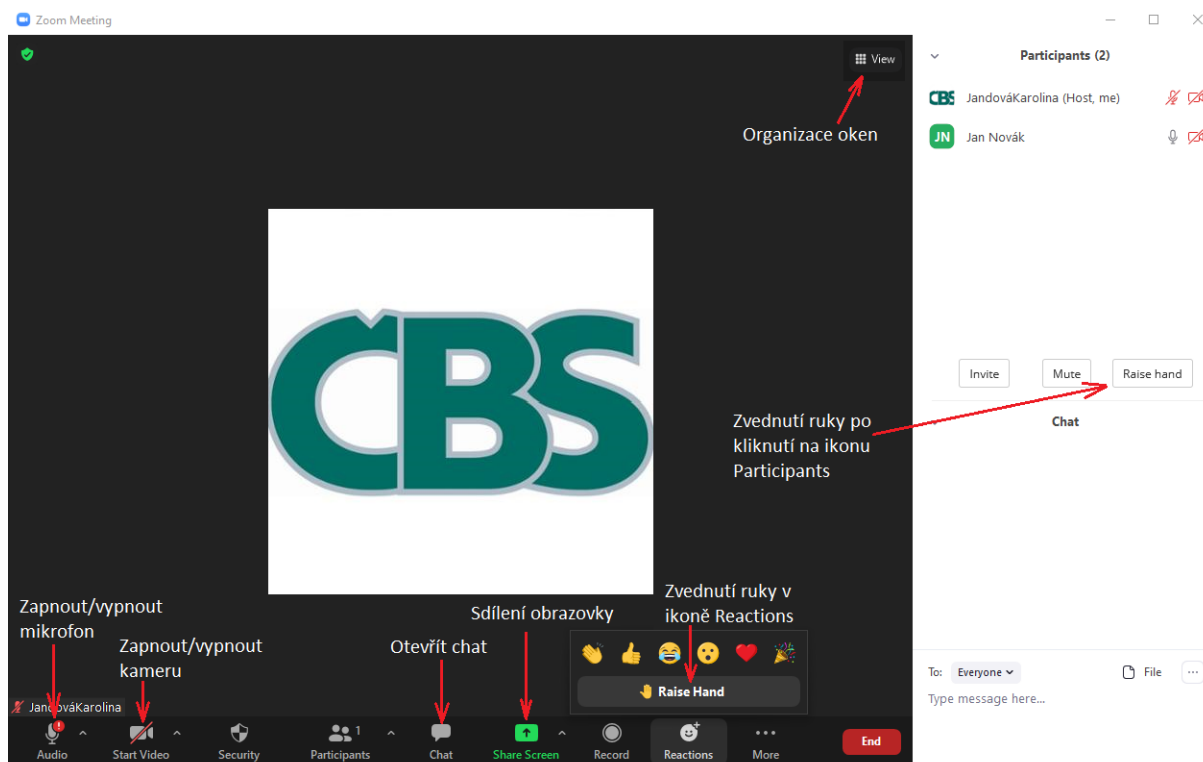 Zoom Meeting
View
Organizace oken
Participants (2)
ČBS JandováKarolina (Host, me)
JN Jan Novák
ČBS
Invite Mute Raise hand
Chat
Zvednutí ruky po
kliknutí na ikonu
Participants
Zapnout/vypnout
mikrofon
Zapnout/vypnout
kameru
Otevřít chat
Sdílení obrazovky
Zvednutí ruky v
ikoně Reactions
Raise Hand
JandováKarolina
To: Everyone File
Type message here...
1
Audio Start Video Security Participants Chat Share Screen Record Reactions More End